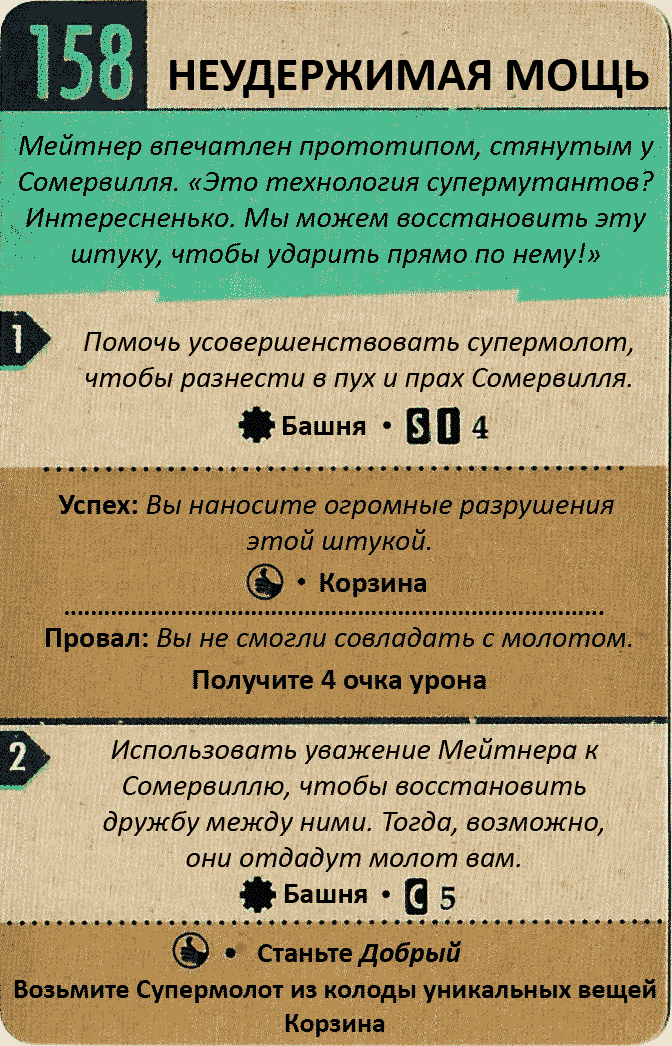 158
НЕУДЕРЖИМАЯ МОЩЬ
Мейтнер впечатлен прототипом, стянутым у
Сомервилля. «Это технология супермутантов?
Интересненько. Мы можем восстановить эту
штуку, чтобы ударить прямо по нему!»
1
Помочь усовершенствовать супермолот,
чтобы разнести в пух и прах Сомервилля.
Башня • S I 4
Успех: Вы наносите огромные разрушения
этой штукой.
• Корзина
Провал: Вы не смогли совладать с молотом.
Получите 4 очка урона
2
Использовать уважение Мейтнера к
Сомервиллю, чтобы восстановить
дружбу между ними. Тогда, возможно,
они отдадут молот вам.
Башня • C 5
• Станьте Добрый
Возьмите Супермолот из колоды уникальных вещей
Корзина